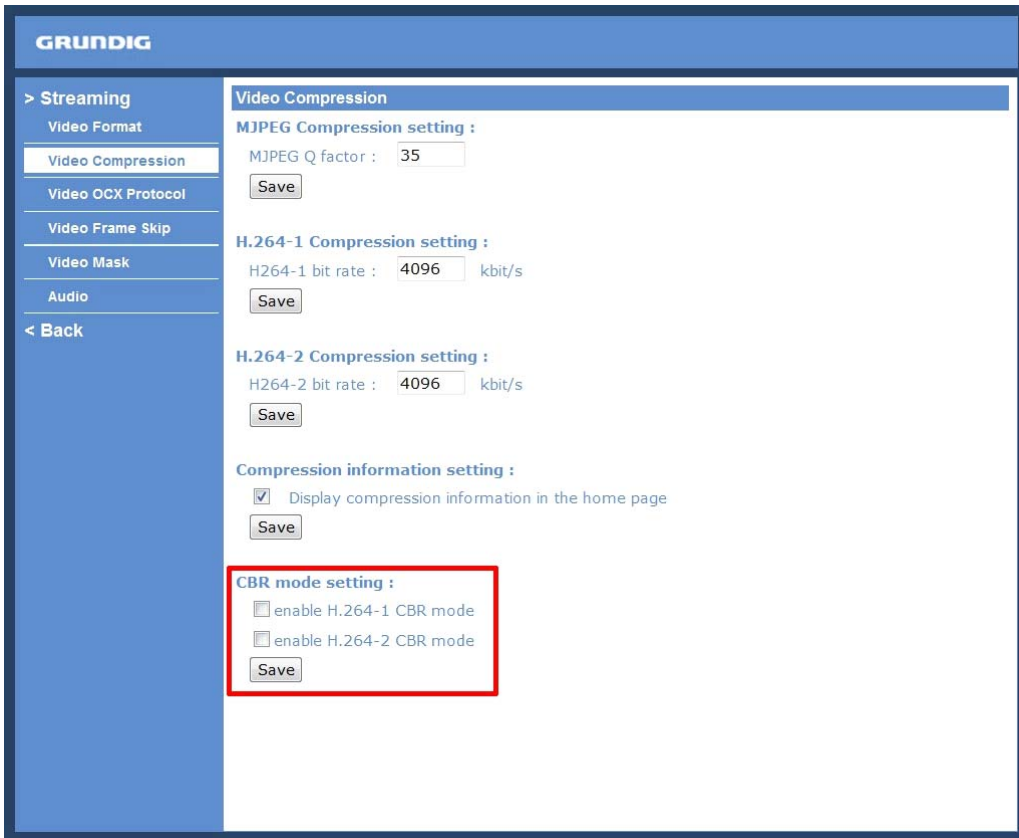 GRUNDIG
> Streaming
Video Format
Video Compression
Video OCX Protocol
Video Frame Skip
Video Mask
Audio
< Back
Video Compression
MJPEG Compression setting :
MJPEG Q factor : 35
Save
H.264-1 Compression setting :
H264-1 bit rate : 4096 kbit/s
Save
H.264-2 Compression setting :
H264-2 bit rate : 4096 kbit/s
Save
Compression information setting :
Display compression information in the home page
Save
CBR mode setting :
enable H.264-1 CBR mode
enable H.264-2 CBR mode
Save